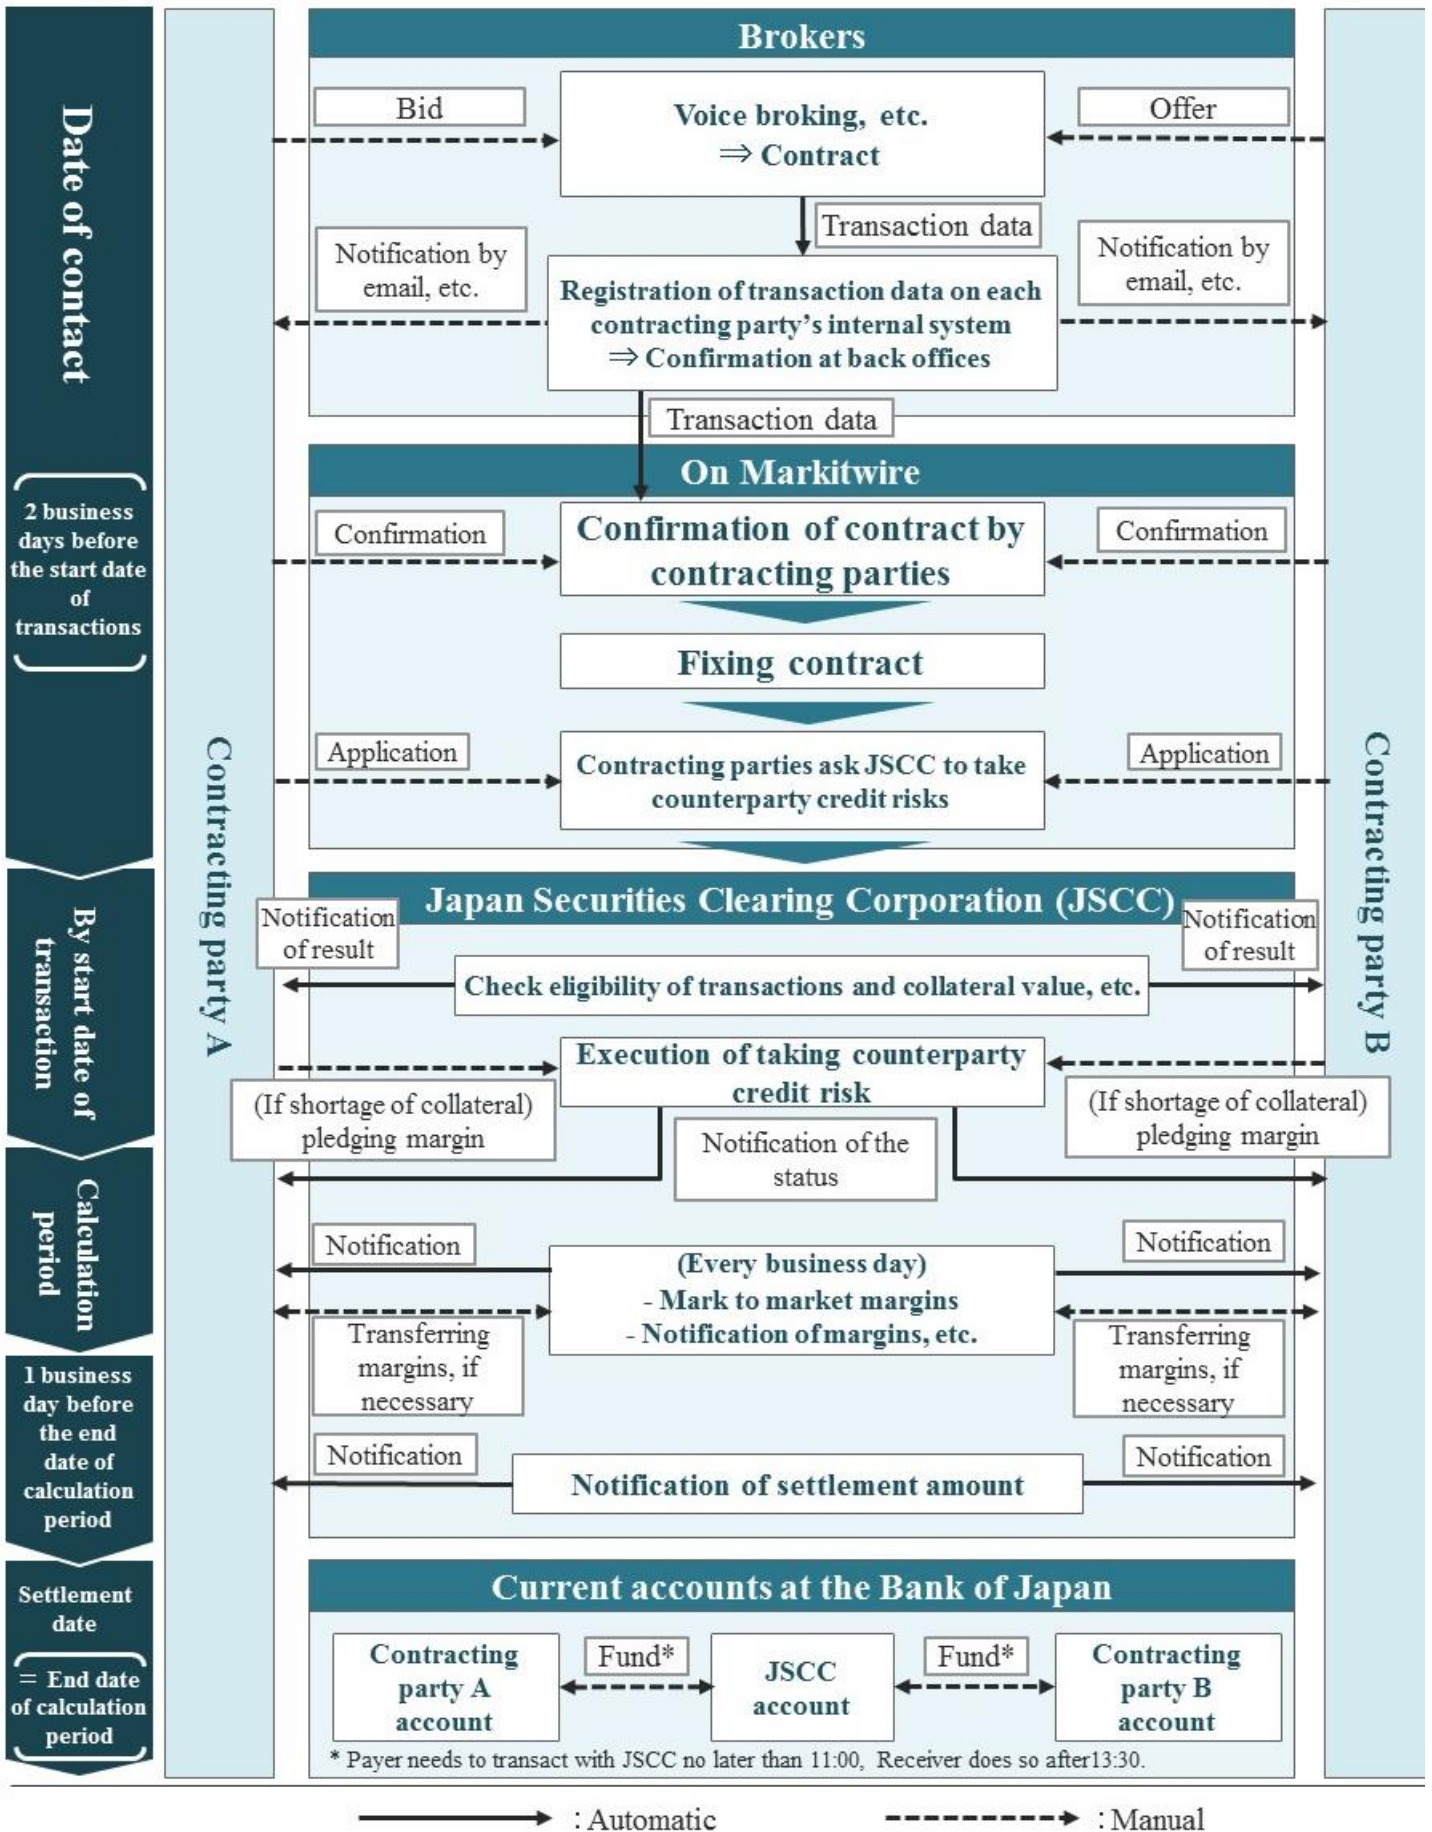 Brokers
Date of contact
Bid
Voice broking, etc.
⇒ Contract
Offer
Transaction data
Notification by
email, etc.
Registration of transaction data on each
contracting party's internal system
⇒ Confirmation at back offices
Notification by
email, etc.
Transaction data
2 business
days before
the start date
of
transactions
On Markitwire
Confirmation
Confirmation of contract by
contracting parties
Confirmation
Fixing contract
Application
Contracting parties ask JSCC to take
counterparty credit risks
Application
Contracting party A
Contracting party B
By start date of
transaction
Japan Securities Clearing Corporation (JSCC)
Notification
of result
Notification
of result
Check eligibility of transactions and collateral value, etc.
Execution of taking counterparty
credit risk
(If shortage of collateral)
pledging margin
(If shortage of collateral)
pledging margin
Notification of the
status
Calculation
period
Notification
(Every business day)
- Mark to market margins
- Notification of margins, etc.
Notification
Transferring
margins, if
necessary
Transferring
margins, if
necessary
1 business
day before
the end
date of
calculation
period
Notification
Notification of settlement amount
Notification
Settlement
date
= End date
of calculation
period
Current accounts at the Bank of Japan
Contracting
party A
account
Fund*
JSCC
account
Fund*
Contracting
party B
account
* Payer needs to transact with JSCC no later than 11:00, Receiver does so after13:30.
: Automatic
: Manual